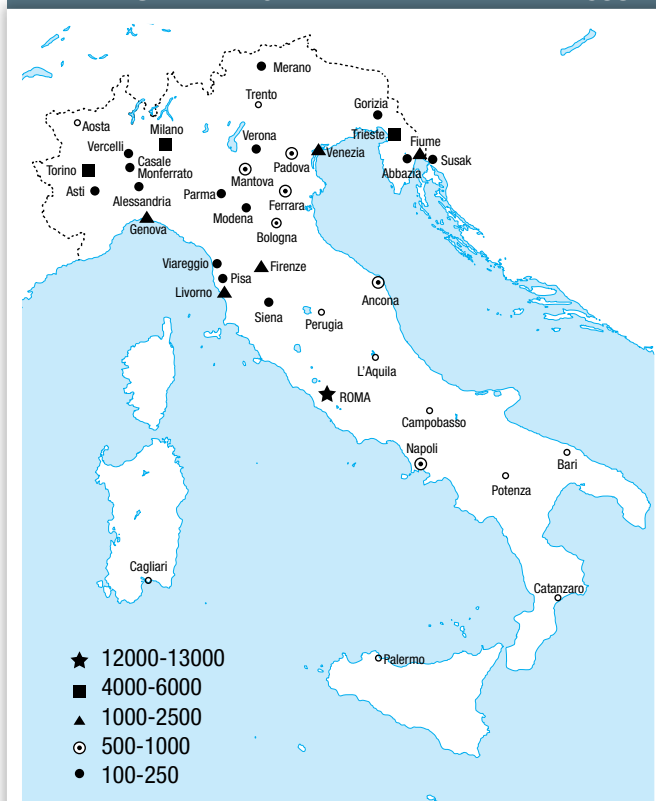 Merano
Trento
Gorizia
Aosta
Milano
Trieste
Fiume
Verona
Vercelli
Venezia
Casale
Monferrato
Padova
Susak
Abbazia
Torino
Mantova
Asti
Parma
Alessandria
Ferrara
Modena
Genova
Bologna
Viareggio
Firenze
Pisa
Livorno
Ancona
Siena
Perugia
L'Aquila
ROMA
Campobasso
Napoli
Bari
Potenza
Cagliari
Catanzaro
Palermo
12000-13000
4000-6000
1000-2500
500-1000
100-250